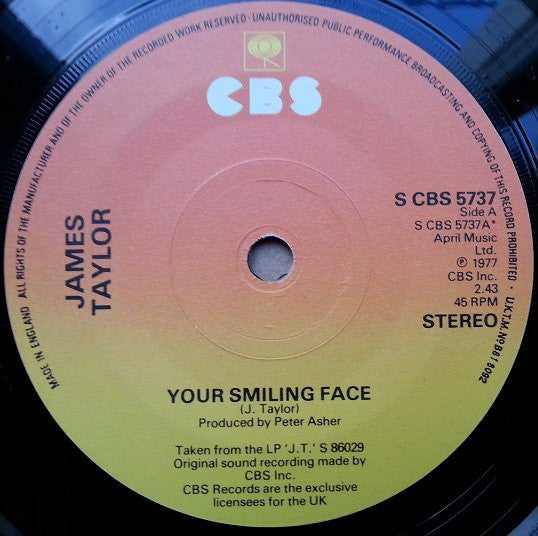 ALL RIGHTS OF THE MANUFACTURER AND OF THE OWNER OF THE RECORDED WORK RESERVED · UNAUTHORISED PUBLIC PERFORMANCE BROADCASTING AND COPYING OF THIS RECORD PROHIBITED · U.K.T.M. No B618092
MADE IN ENGLAND
CBS
JAMES
TAYLOR
S CBS 5737
Side A
S CBS 5737A*
April Music
Ltd.
℗ 1977
CBS Inc.
2.43
45 RPM
STEREO
YOUR SMILING FACE
(J. Taylor)
Produced by Peter Asher
Taken from the LP 'J.T.' S 86029
Original sound recording made by
CBS Inc.
CBS Records are the exclusive
licensees for the UK